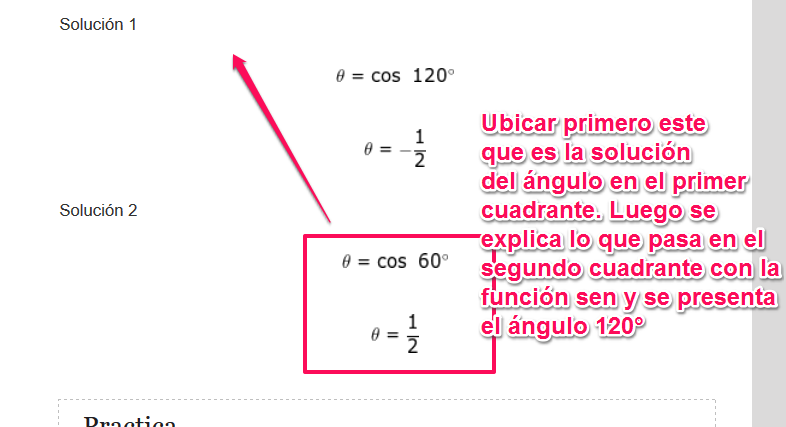 Solución 1
θ = cos 120°
θ = -1/2
Ubicar primero este
que es la solución
del ángulo en el primer
cuadrante. Luego se
explica lo que pasa en el
segundo cuadrante con la
función sen y se presenta
el ángulo 120°
Solución 2
θ = cos 60°
θ = 1/2
Practica